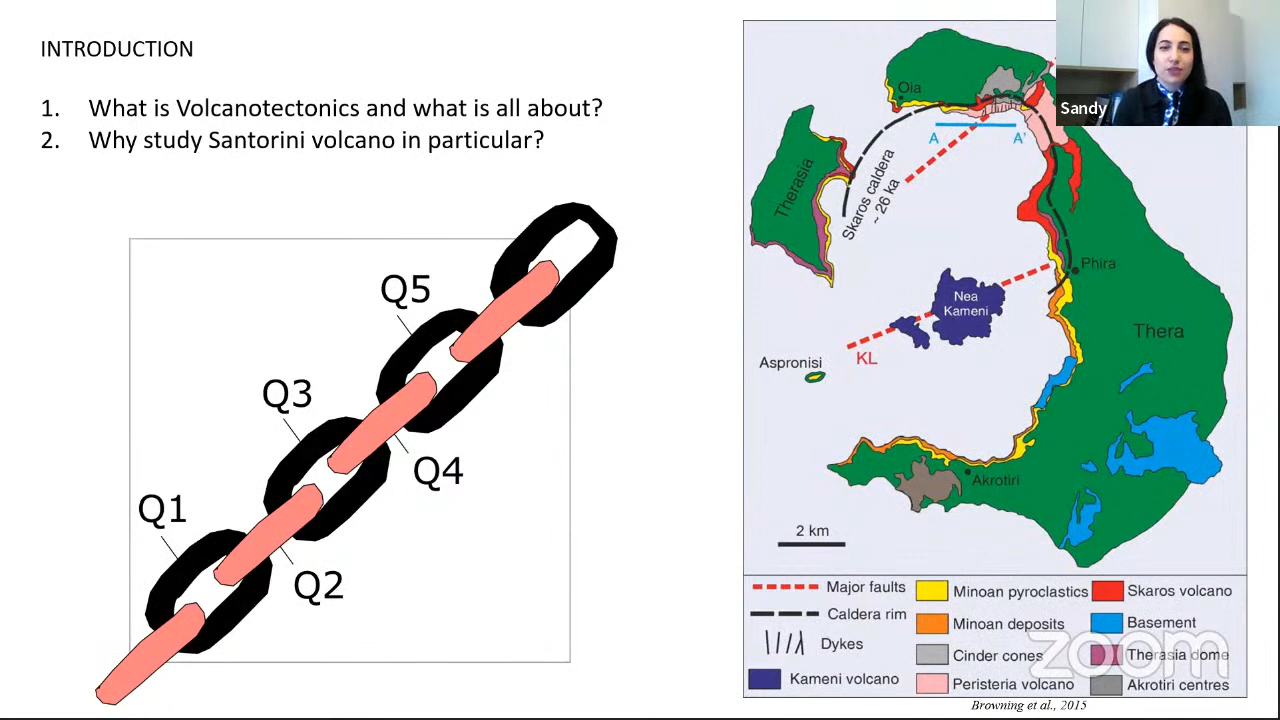 INTRODUCTION
1. What is Volcanotectonics and what is all about?
2. Why study Santorini volcano in particular?
Q5
Q3
Q4
Q1
Q2
Sandy
Oia
A
A'
Therasia
Skaros caldera
~ 26 ka
Phira
Nea
Kameni
Thera
KL
Aspronisi
Akrotiri
2 km
Major faults
Caldera rim
Dykes
Kameni volcano
Minoan pyroclastics
Minoan deposits
Cinder cones
Peristeria volcano
Skaros volcano
Basement
Therasia dome
Akrotiri centres
zoom
Browning et al., 2015